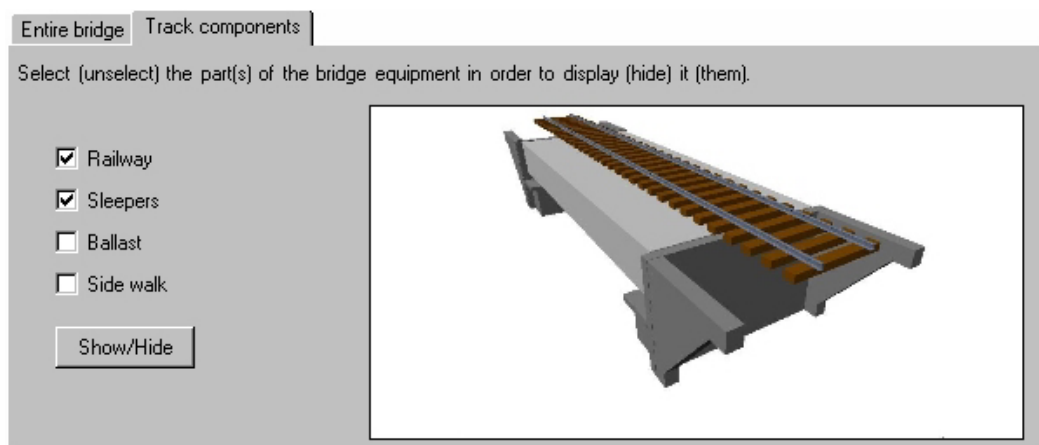 Entire bridge Track components
Select (unselect) the part(s) of the bridge equipment in order to display (hide) it (them).
Railway
Sleepers
Ballast
Side walk
Show/Hide